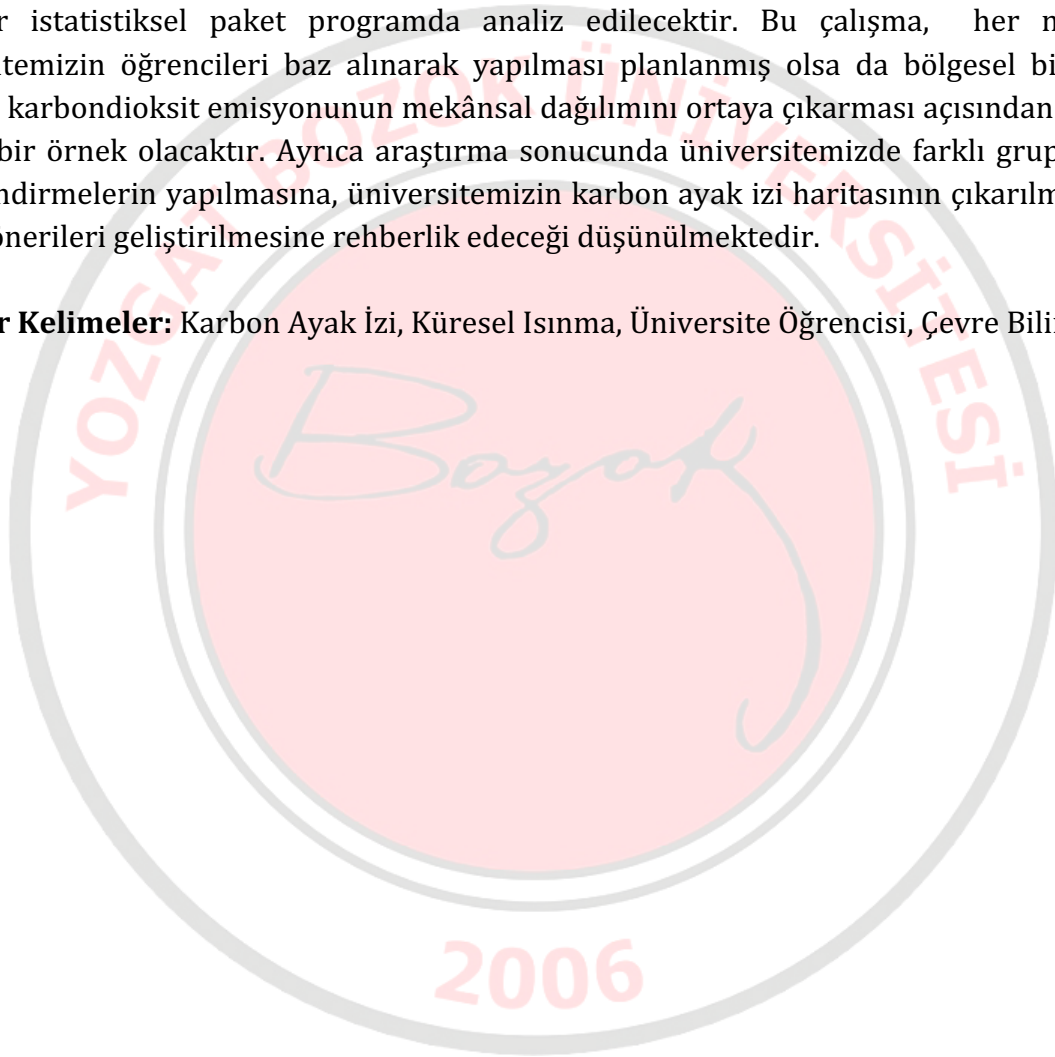 r istatistiksel paket programda analiz edilecektir. Bu çalışma, her n
itemizin öğrencileri baz alınarak yapılması planlanmış olsa da bölgesel bi
karbondioksit emisyonunun mekânsal dağılımını ortaya çıkarması açısından
bir örnek olacaktır. Ayrıca araştırma sonucunda üniversitemizde farklı grup
ndirmelerin yapılmasına, üniversitemizin karbon ayak izi haritasının çıkarılm
önerileri geliştirilmesine rehberlik edeceği düşünülmektedir.
r Kelimeler: Karbon Ayak İzi, Küresel Isınma, Üniversite Öğrencisi, Çevre Bili
YOZGAT BOZOK ÜNİVERSİTESİ
Bozok
2006